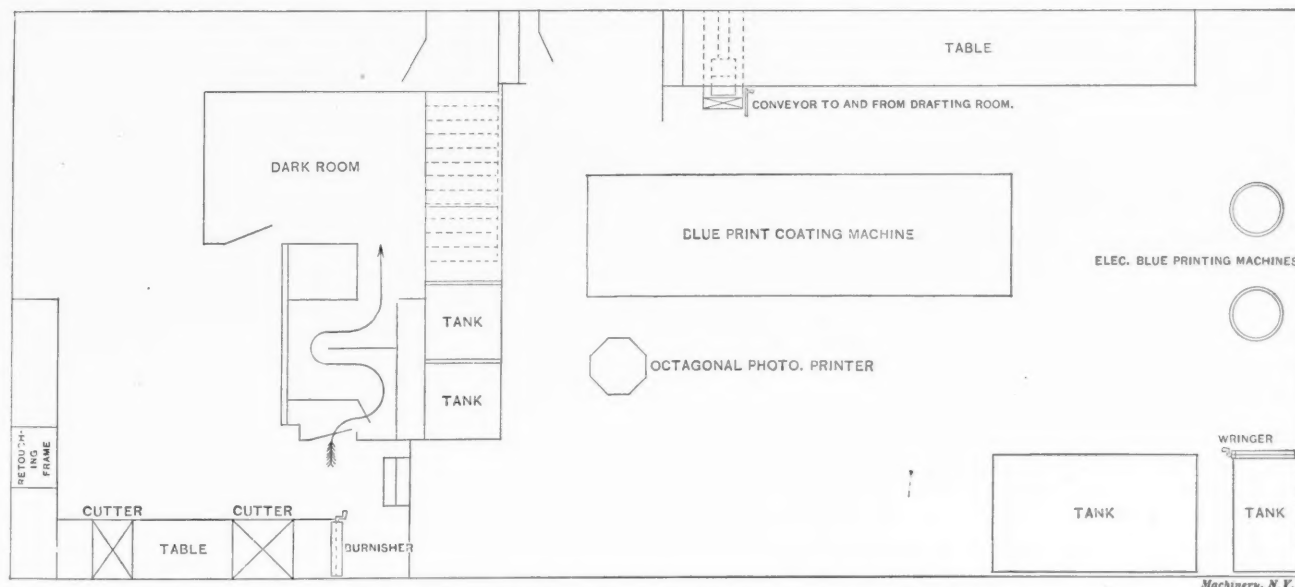 TABLE
CONVEYOR TO AND FROM DRAFTING ROOM.
DARK ROOM
BLUE PRINT COATING MACHINE
ELEC. BLUE PRINTING MACHINES
TANK
OCTAGONAL PHOTO. PRINTER
TANK
RETOUCH-
ING
FRAME
WRINGER
CUTTER
CUTTER
TABLE
BURNISHER
TANK
TANK
Machinery, N.Y.